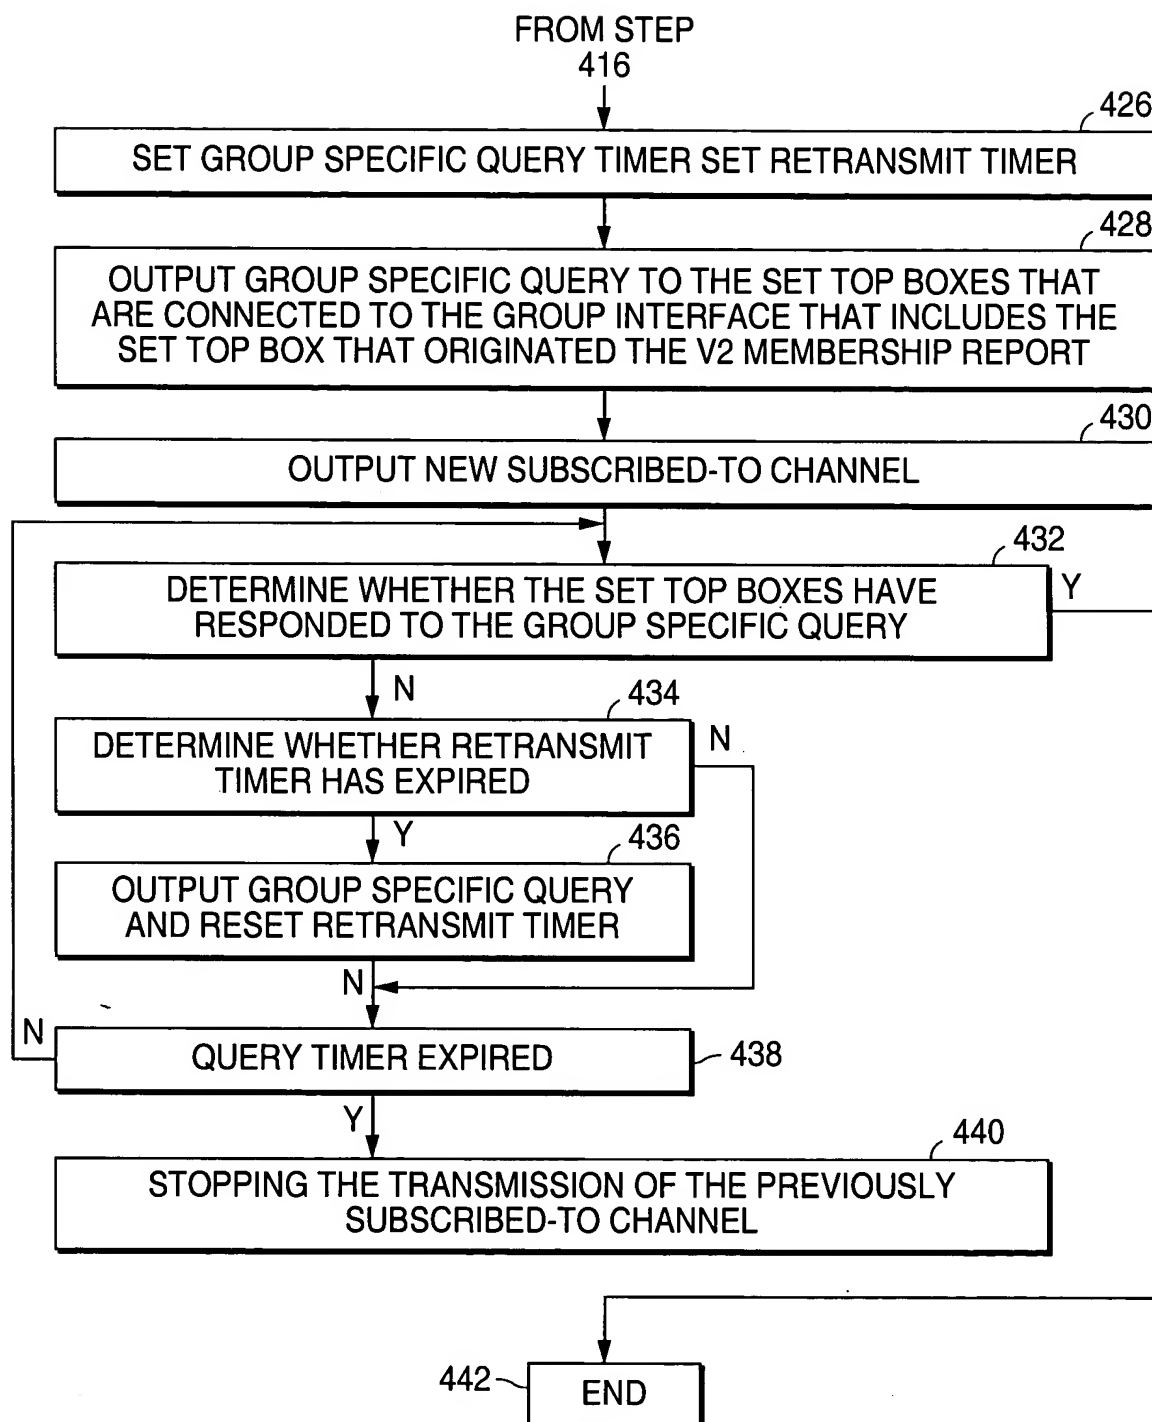 FROM STEP
416
426
SET GROUP SPECIFIC QUERY TIMER SET RETRANSMIT TIMER
428
OUTPUT GROUP SPECIFIC QUERY TO THE SET TOP BOXES THAT
ARE CONNECTED TO THE GROUP INTERFACE THAT INCLUDES THE
SET TOP BOX THAT ORIGINATED THE V2 MEMBERSHIP REPORT
430
OUTPUT NEW SUBSCRIBED-TO CHANNEL
432
DETERMINE WHETHER THE SET TOP BOXES HAVE
RESPONDED TO THE GROUP SPECIFIC QUERY
Y
N
434
DETERMINE WHETHER RETRANSMIT
TIMER HAS EXPIRED
N
Y
436
OUTPUT GROUP SPECIFIC QUERY
AND RESET RETRANSMIT TIMER
N
N
QUERY TIMER EXPIRED
438
Y
440
STOPPING THE TRANSMISSION OF THE PREVIOUSLY
SUBSCRIBED-TO CHANNEL
442
END